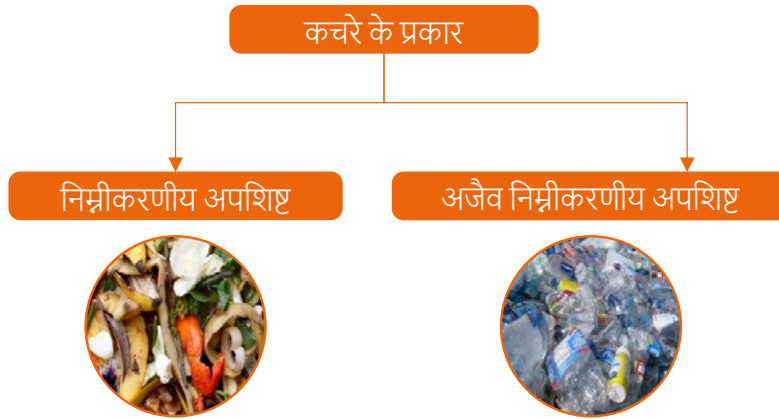 कचरे के प्रकार
निम्नीकरणीय अपशिष्ट
अजैव निम्नीकरणीय अपशिष्ट